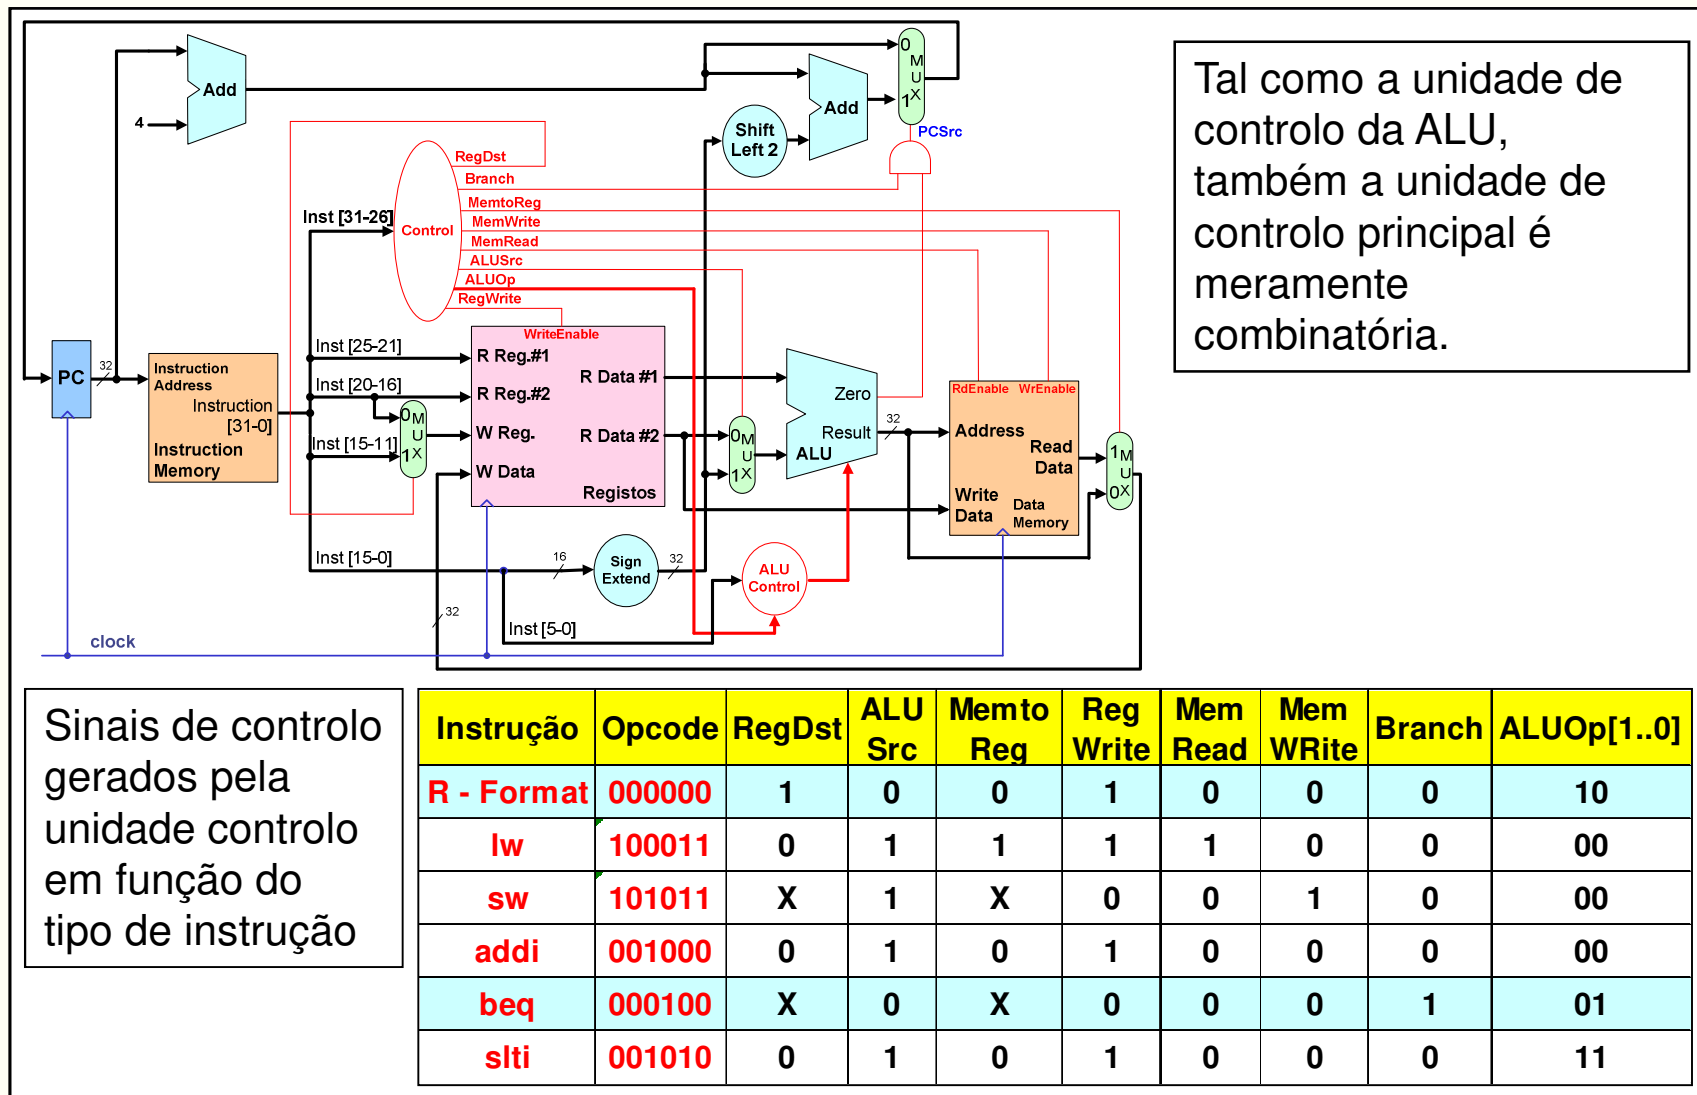 Add
4
RegDst
Branch
MemtoReg
MemWrite
MemRead
ALUSrc
ALUOp
RegWrite
Control
Inst [31-26]
Shift
Left 2
Add
0
M
U
X
1
PCSrc
Tal como a unidade de
controlo da ALU,
também a unidade de
controlo principal é
meramente
combinatória.
PC
32
Instruction
Address
Instruction
[31-0]
Instruction
Memory
Inst [25-21]
Inst [20-16]
Inst [15-11]
0
M
U
X
1
WriteEnable
R Reg.#1
R Reg.#2
W Reg.
W Data
R Data #1
R Data #2
Registos
0
M
U
X
1
Zero
Result
ALU
32
RdEnable WrEnable
Address
Read
Data
Write
Data
Data
Memory
1
M
U
X
0
Inst [15-0]
16
Sign
Extend
32
ALU
Control
Inst [5-0]
32
clock
Sinais de controlo
gerados pela
unidade controlo
em função do
tipo de instrução
Instrução Opcode RegDst ALU Src Memto Reg Reg Write Mem Read Mem WRite Branch ALUOp[1..0]
R - Format 000000 1 0 0 1 0 0 0 10
lw 100011 0 1 1 1 1 0 0 00
sw 101011 X 1 X 0 0 1 0 00
addi 001000 0 1 0 1 0 0 0 00
beq 000100 X 0 X 0 0 0 1 01
slti 001010 0 1 0 1 0 0 0 11